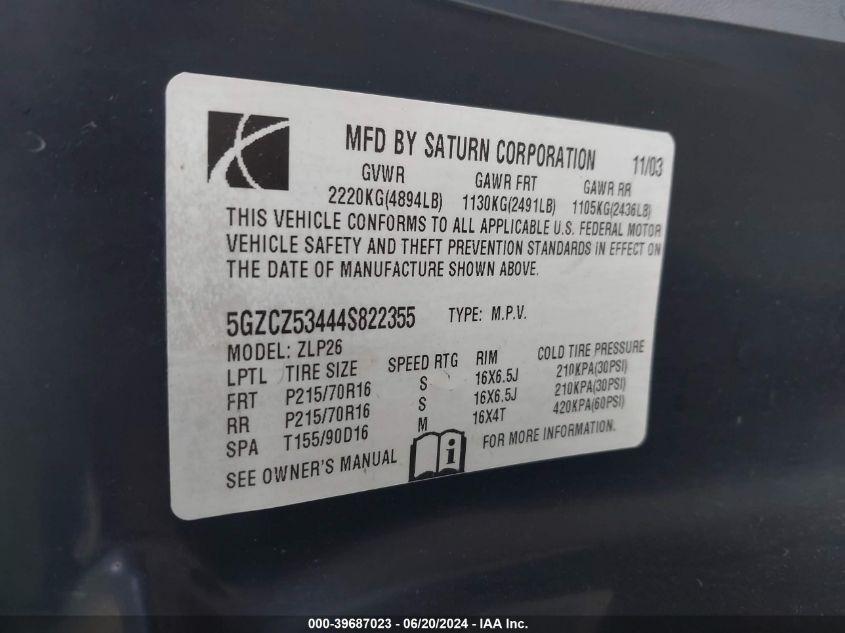 MFD BY SATURN CORPORATION 11/03
GVWR GAWR FRT GAWR RR
2220KG(4894LB) 1130KG(2491LB) 1105KG(2436LB)
THIS VEHICLE CONFORMS TO ALL APPLICABLE U.S. FEDERAL MOTOR
VEHICLE SAFETY AND THEFT PREVENTION STANDARDS IN EFFECT ON
THE DATE OF MANUFACTURE SHOWN ABOVE.
5GZCZ53444S822355 TYPE: M.P.V.
MODEL: ZLP26
LPTL TIRE SIZE SPEED RTG RIM COLD TIRE PRESSURE
FRT P215/70R16 S 16X6.5J 210KPA(30PSI)
RR P215/70R16 S 16X6.5J 210KPA(30PSI)
SPA T155/90D16 M 16X4T 420KPA(60PSI)
SEE OWNER'S MANUAL i FOR MORE INFORMATION.
000-39687023 | 06/20/2024 | IAA Inc.